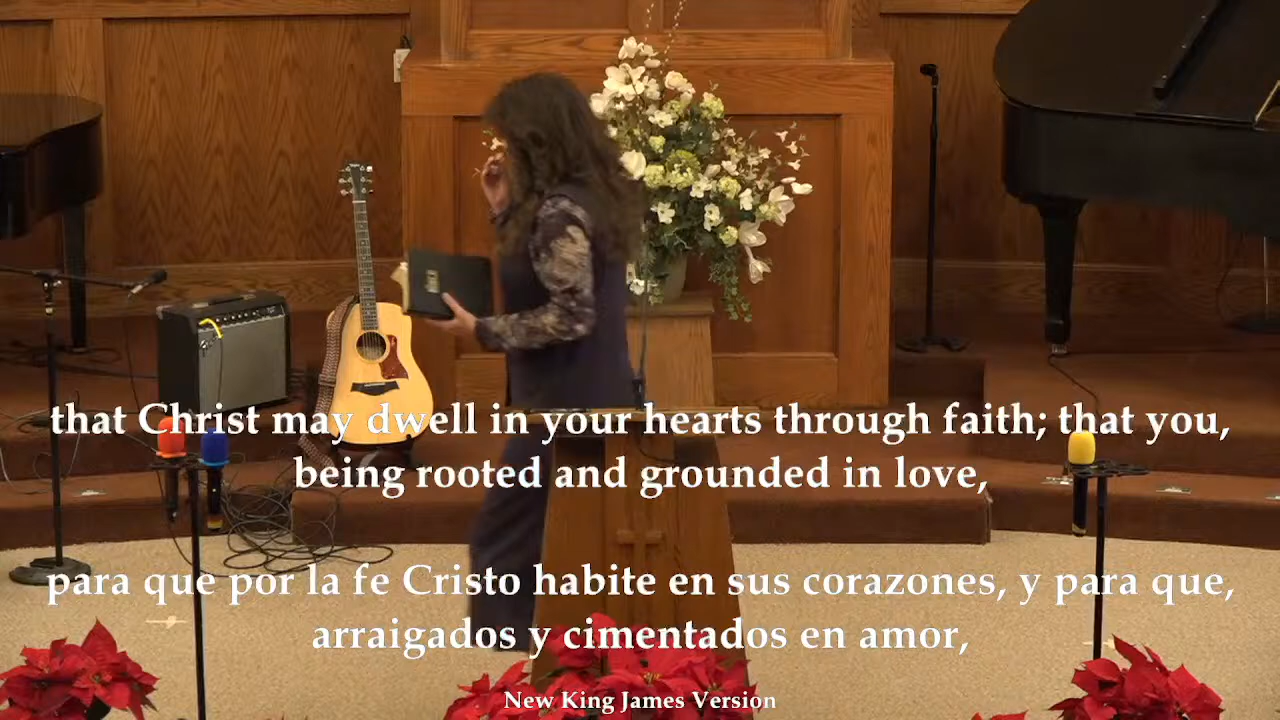 that Christ may dwell in your hearts through faith; that you,
being rooted and grounded in love,
para que por la fe Cristo habite en sus corazones, y para que,
arraigados y cimentados en amor,
New King James Version